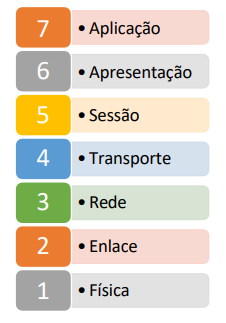 7 • Aplicação
6 • Apresentação
5 • Sessão
4 • Transporte
3 • Rede
2 • Enlace
1 • Física